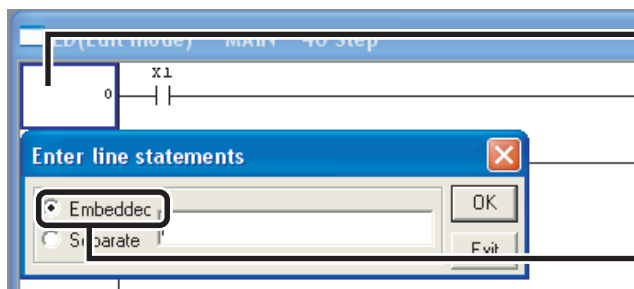 LD(Edit mode) MAIN 40 Step
X1
0
Enter line statements
Embeddec
OK
Separate
Exit